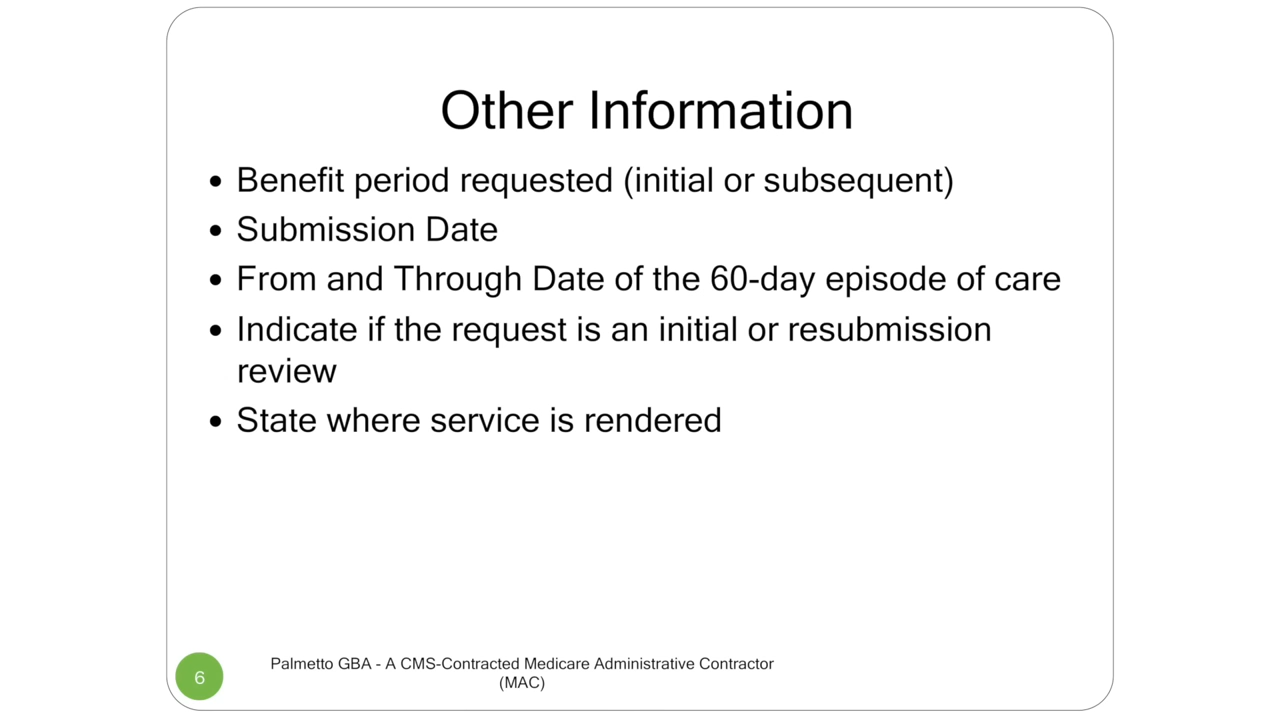 Other Information
• Benefit period requested (initial or subsequent)
• Submission Date
• From and Through Date of the 60-day episode of care
• Indicate if the request is an initial or resubmission
review
• State where service is rendered
6
Palmetto GBA - A CMS-Contracted Medicare Administrative Contractor
(MAC)